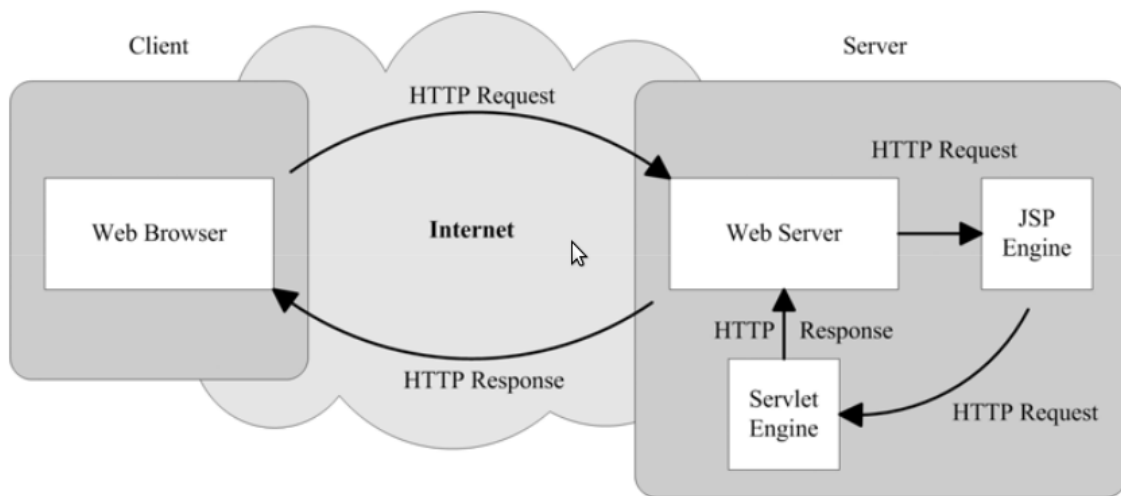 Client
Server
HTTP Request
HTTP Request
Web Browser
Internet
Web Server
JSP
Engine
HTTP Response
HTTP Response
Servlet
Engine
HTTP Request